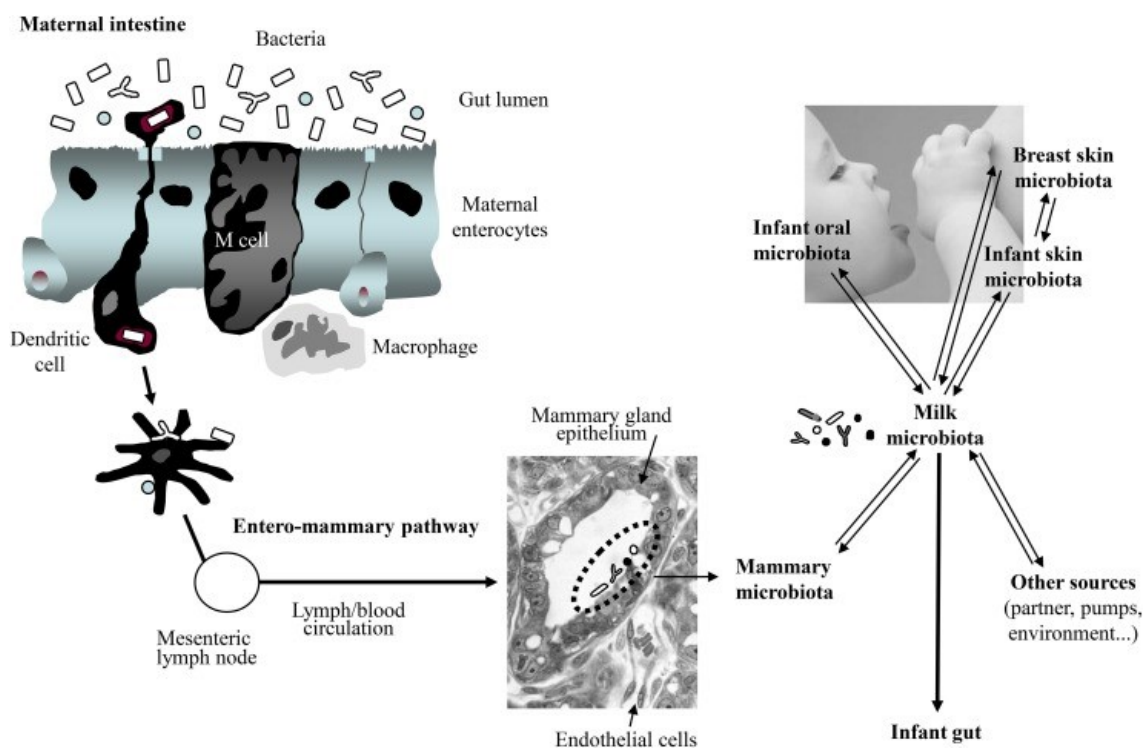 Maternal intestine
Bacteria
Gut lumen
Maternal
enterocytes
M cell
Dendritic
cell
Macrophage
Mesenteric
lymph node
Entero-mammary pathway
Lymph/blood
circulation
Mammary gland
epithelium
Endothelial cells
Mammary
microbiota
Breast skin
microbiota
Infant oral
microbiota
Infant skin
microbiota
Milk
microbiota
Other sources
(partner, pumps,
environment...)
Infant gut